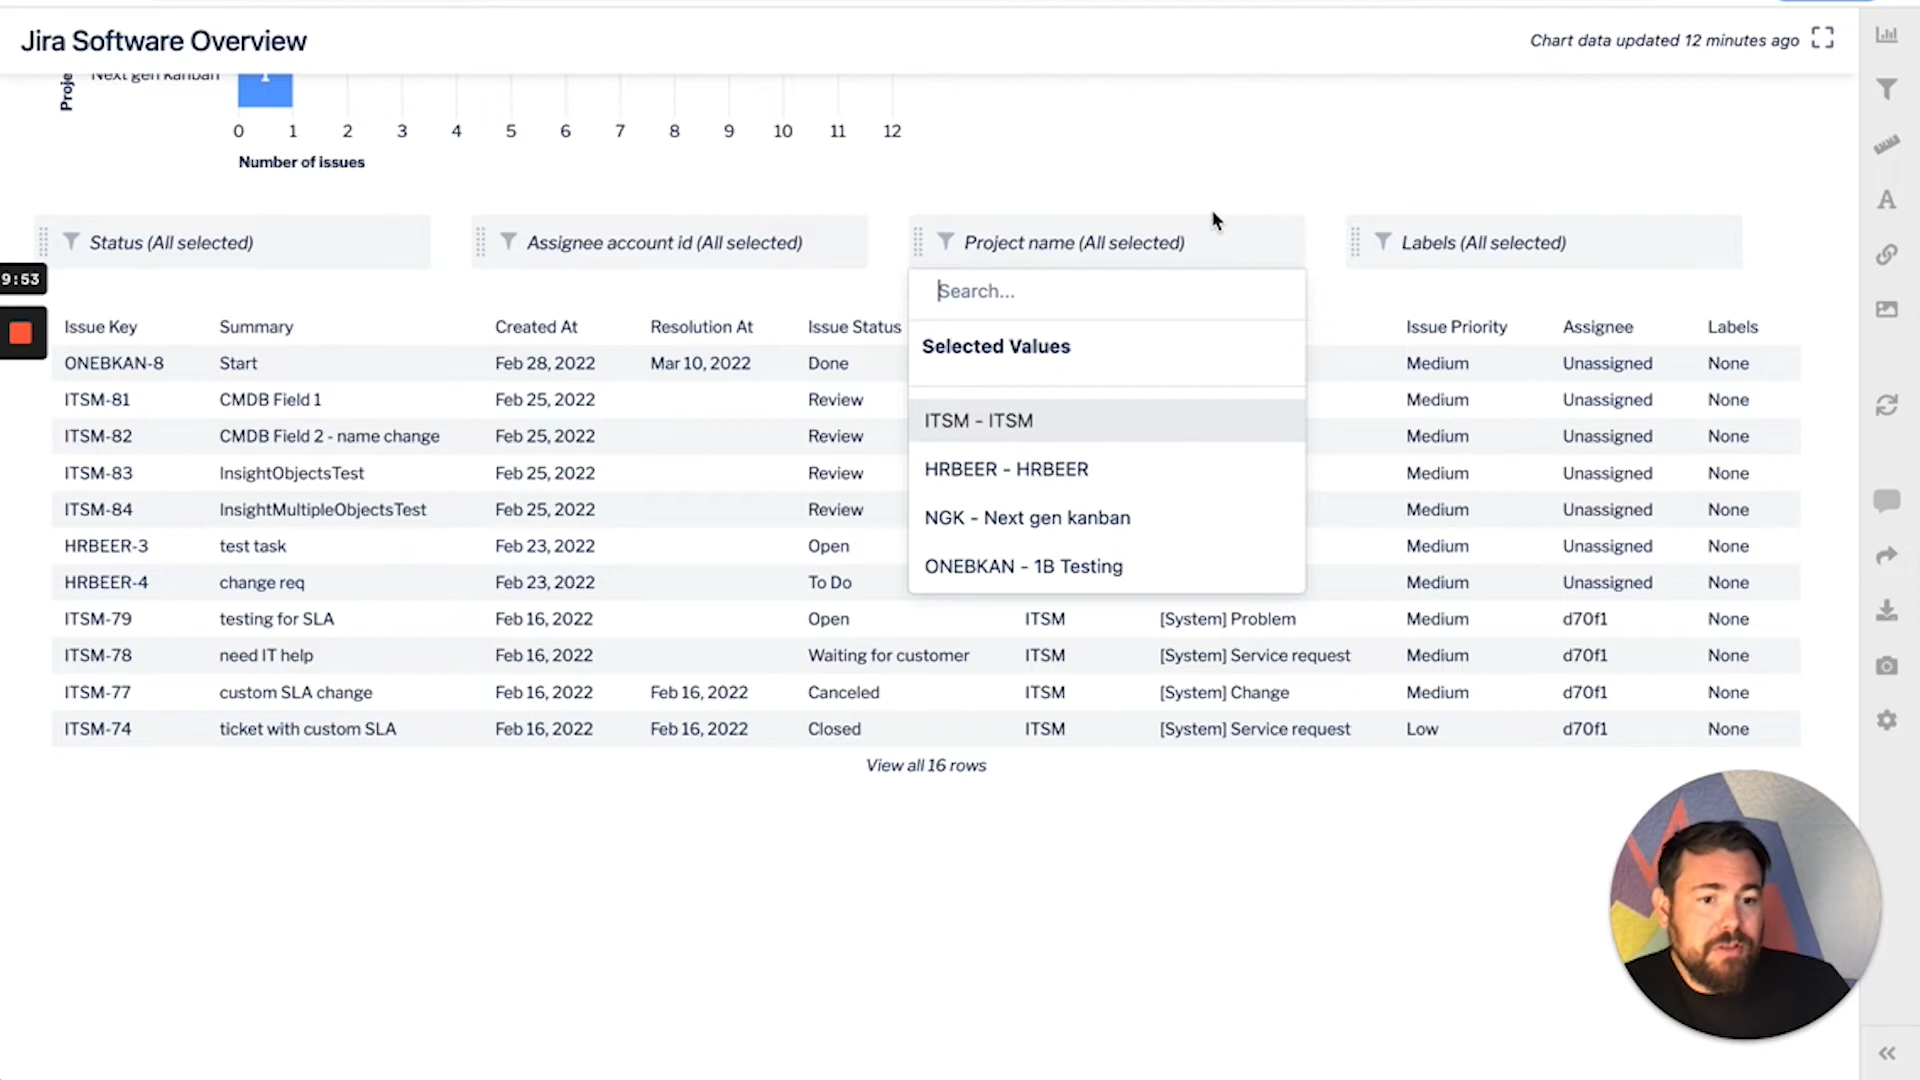 Jira Software Overview
Chart data updated 12 minutes ago
Proje
Next gen kanban
1
0 1 2 3 4 5 6 7 8 9 10 11 12
Number of issues
Status (All selected)
Assignee account id (All selected)
Project name (All selected)
Labels (All selected)
9:53
Search...
Selected Values
ITSM - ITSM
HRBEER - HRBEER
NGK - Next gen kanban
ONEBKAN - 1B Testing
Issue Key Summary Created At Resolution At Issue Status Issue Priority Assignee Labels
ONEBKAN-8 Start Feb 28, 2022 Mar 10, 2022 Done Medium Unassigned None
ITSM-81 CMDB Field 1 Feb 25, 2022 Review Medium Unassigned None
ITSM-82 CMDB Field 2 - name change Feb 25, 2022 Review Medium Unassigned None
ITSM-83 InsightObjectsTest Feb 25, 2022 Review Medium Unassigned None
ITSM-84 InsightMultipleObjectsTest Feb 25, 2022 Review Medium Unassigned None
HRBEER-3 test task Feb 23, 2022 Open Medium Unassigned None
HRBEER-4 change req Feb 23, 2022 To Do Medium Unassigned None
ITSM-79 testing for SLA Feb 16, 2022 Open ITSM [System] Problem Medium d70f1 None
ITSM-78 need IT help Feb 16, 2022 Waiting for customer ITSM [System] Service request Medium d70f1 None
ITSM-77 custom SLA change Feb 16, 2022 Feb 16, 2022 Canceled ITSM [System] Change Medium d70f1 None
ITSM-74 ticket with custom SLA Feb 16, 2022 Feb 16, 2022 Closed ITSM [System] Service request Low d70f1 None
View all 16 rows